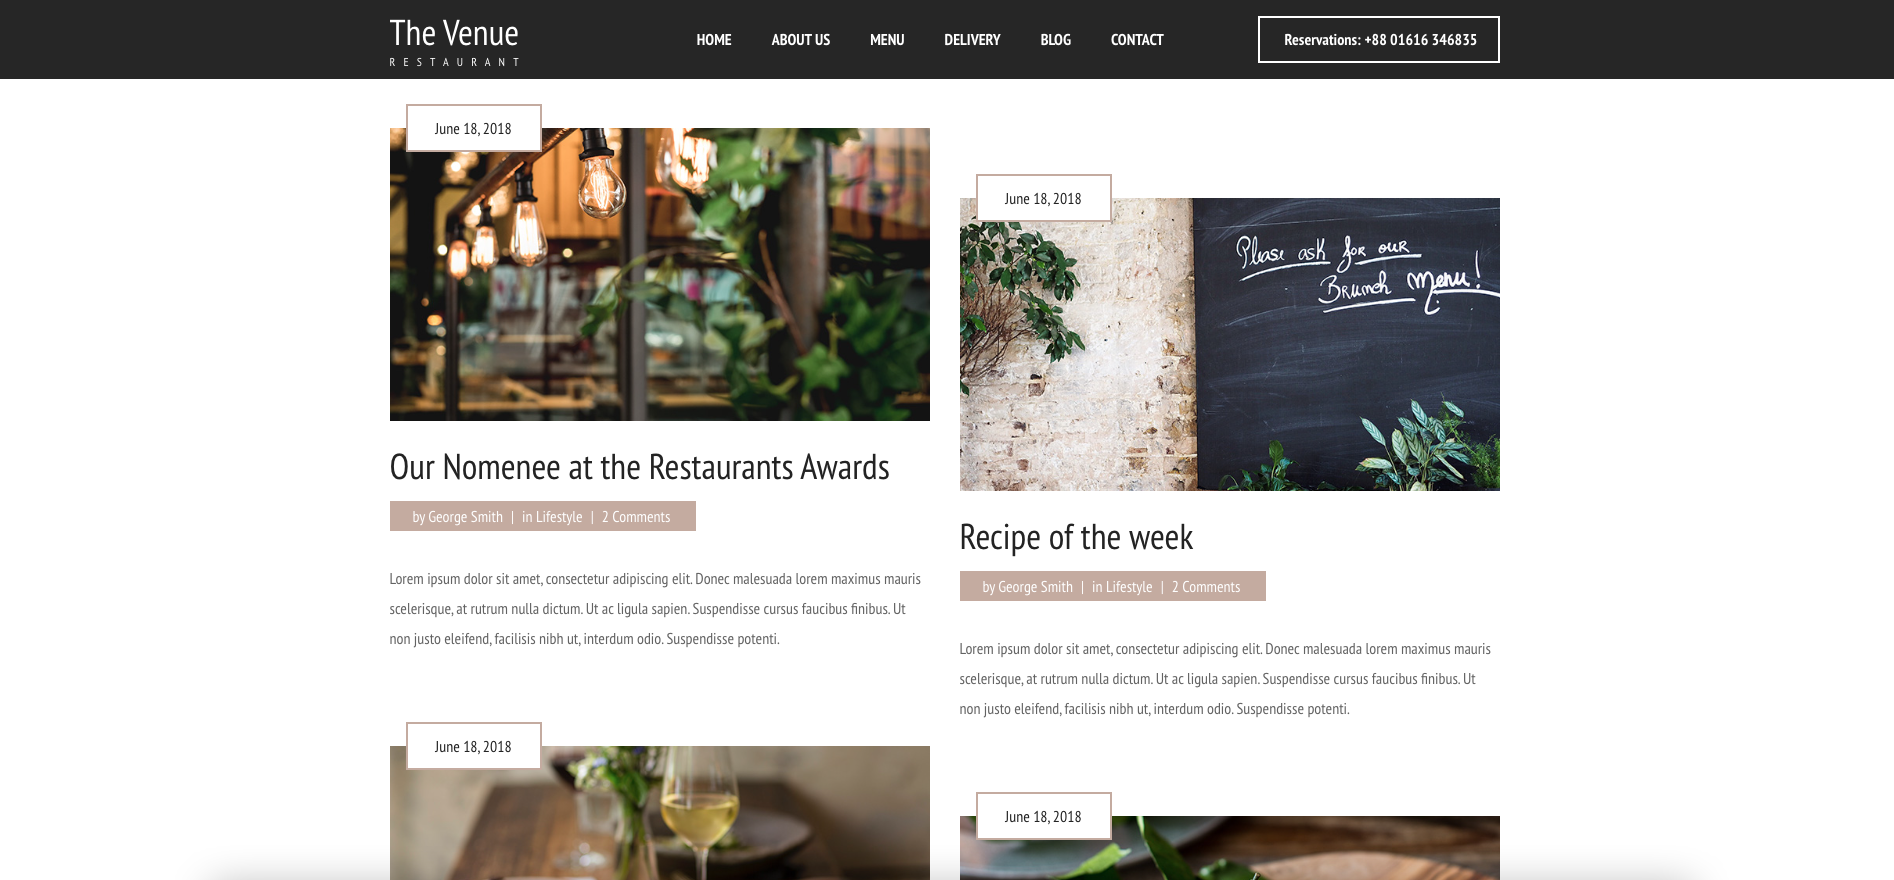 The Venue
RESTAURANT
HOME
ABOUT US
MENU
DELIVERY
BLOG
CONTACT
Reservations: +88 01616 346835
June 18, 2018
Our Nomenee at the Restaurants Awards
by George Smith | in Lifestyle | 2 Comments
Lorem ipsum dolor sit amet, consectetur adipiscing elit. Donec malesuada lorem maximus mauris
scelerisque, at rutrum nulla dictum. Ut ac ligula sapien. Suspendisse cursus faucibus finibus. Ut
non justo eleifend, facilisis nibh ut, interdum odio. Suspendisse potenti.
June 18, 2018
June 18, 2018
Please ask for our
Brunch Menu!
Recipe of the week
by George Smith | in Lifestyle | 2 Comments
Lorem ipsum dolor sit amet, consectetur adipiscing elit. Donec malesuada lorem maximus mauris
scelerisque, at rutrum nulla dictum. Ut ac ligula sapien. Suspendisse cursus faucibus finibus. Ut
non justo eleifend, facilisis nibh ut, interdum odio. Suspendisse potenti.
June 18, 2018